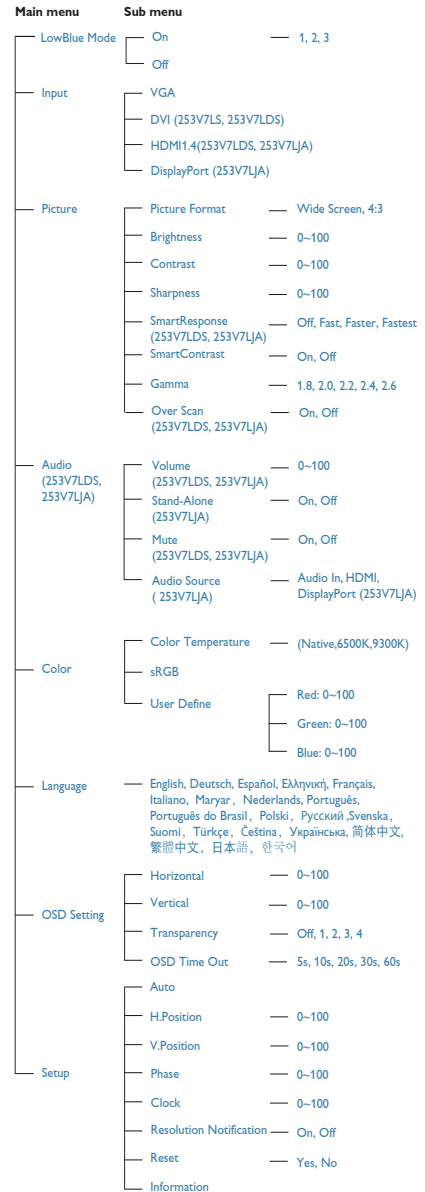 Main menu Sub menu
LowBlue Mode On 1, 2, 3
Off
Input VGA
DVI (253V7LS, 253V7LDS)
HDMI1.4(253V7LDS, 253V7LJA)
DisplayPort (253V7LJA)
Picture Picture Format Wide Screen, 4:3
Brightness 0~100
Contrast 0~100
Sharpness 0~100
SmartResponse Off, Fast, Faster, Fastest
(253V7LDS, 253V7LJA)
SmartContrast On, Off
Gamma 1.8, 2.0, 2.2, 2.4, 2.6
Over Scan On, Off
(253V7LDS, 253V7LJA)
Audio Volume 0~100
(253V7LDS, (253V7LDS, 253V7LJA)
253V7LJA) Stand-Alone On, Off
(253V7LJA)
Mute On, Off
(253V7LDS, 253V7LJA)
Audio Source Audio In, HDMI,
( 253V7LJA) DisplayPort (253V7LJA)
Color Temperature (Native,6500K,9300K)
Color sRGB
User Define Red: 0~100
Green: 0~100
Blue: 0~100
Language English, Deutsch, Español, Ελληνική, Français,
Italiano, Maryar, Nederlands, Português,
Português do Brasil, Polski, Русский ,Svenska,
Suomi, Türkçe, Čeština, Українська, 简体中文,
繁體中文, 日本語, 한국어
Horizontal 0~100
Vertical 0~100
OSD Setting
Transparency Off, 1, 2, 3, 4
OSD Time Out 5s, 10s, 20s, 30s, 60s
Auto
H.Position 0~100
V.Position 0~100
Setup Phase 0~100
Clock 0~100
Resolution Notification On, Off
Reset Yes, No
Information